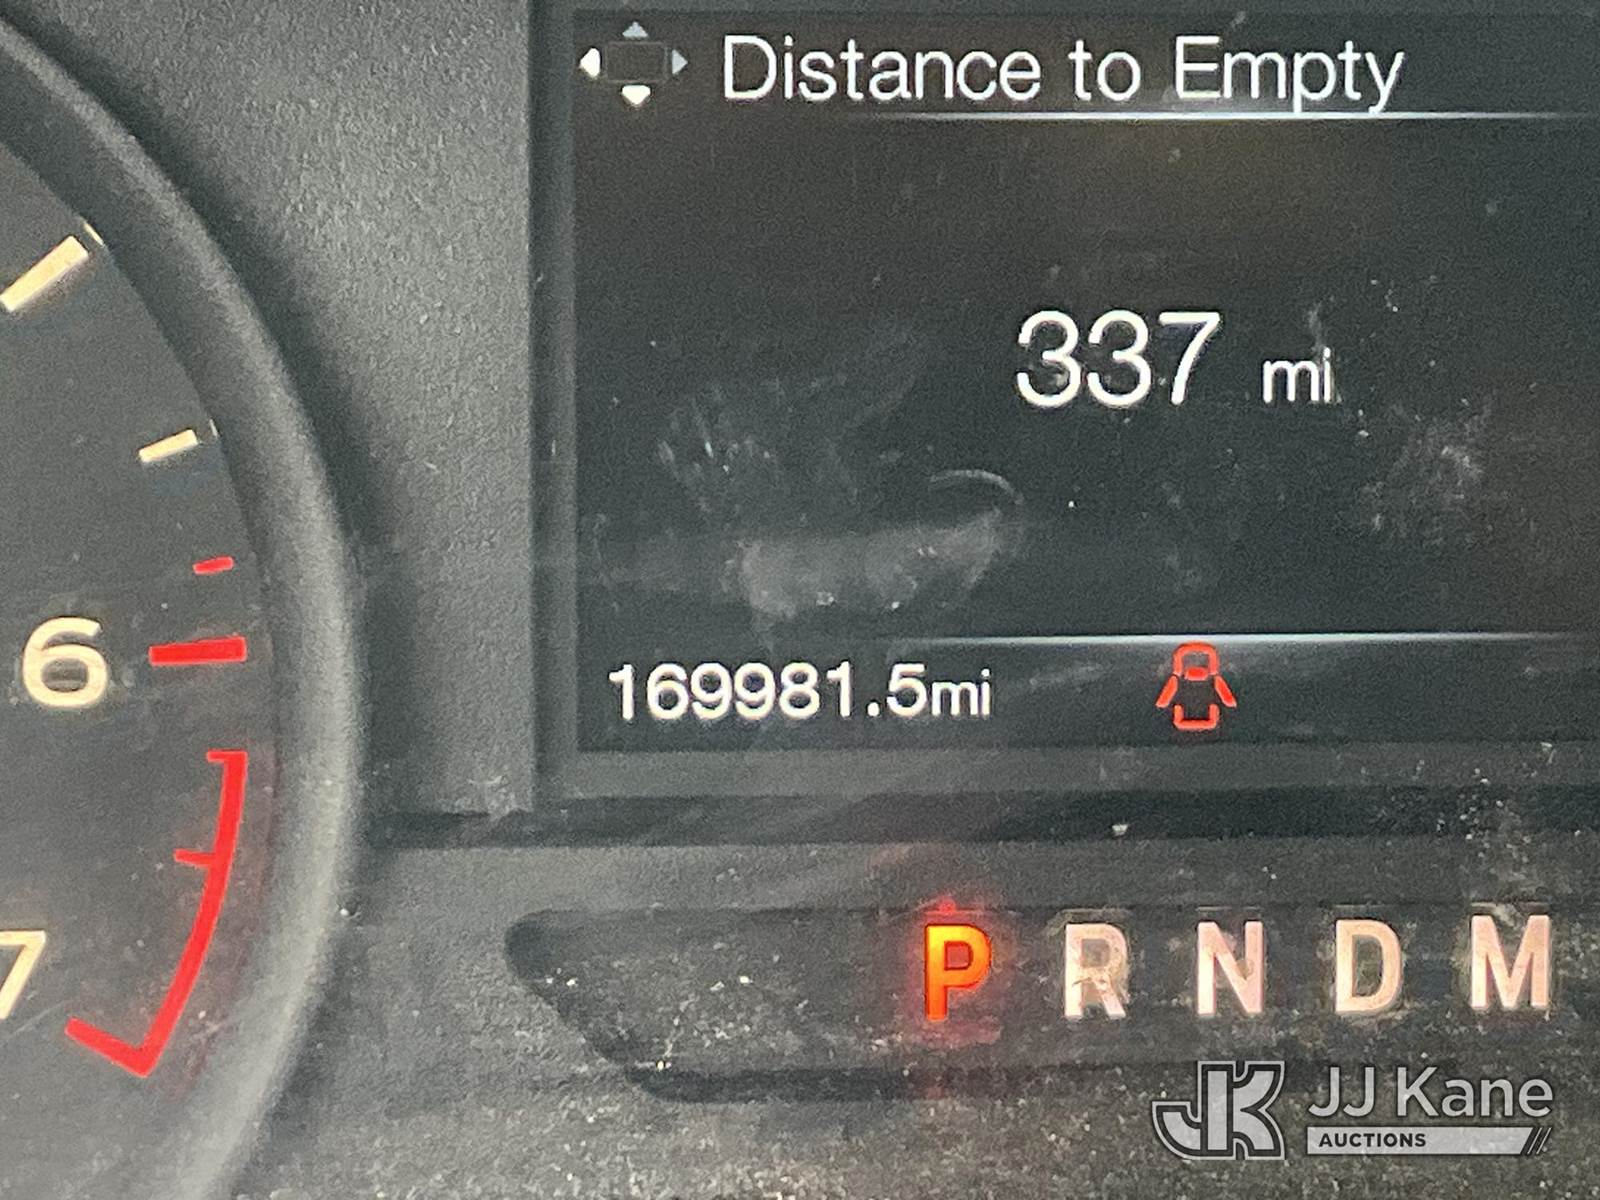 Distance to Empty
337 mi
169981.5mi
6
7
P R N D M
JK JJ Kane
AUCTIONS